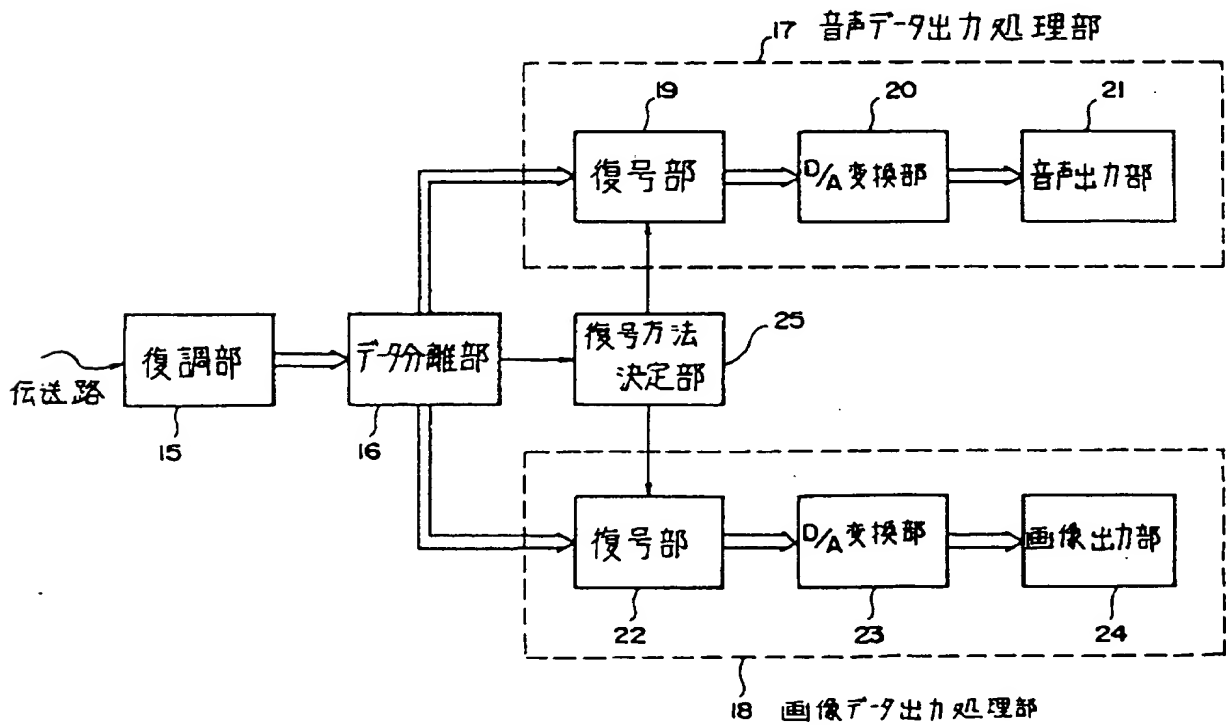 17 音声データ出力処理部
19
20
21
復号部
D/A変換部
音声出力部
伝送路
復調部
データ分離部
復号方法
決定部
25
15
16
復号部
D/A変換部
画像出力部
22
23
24
18 画像データ出力処理部